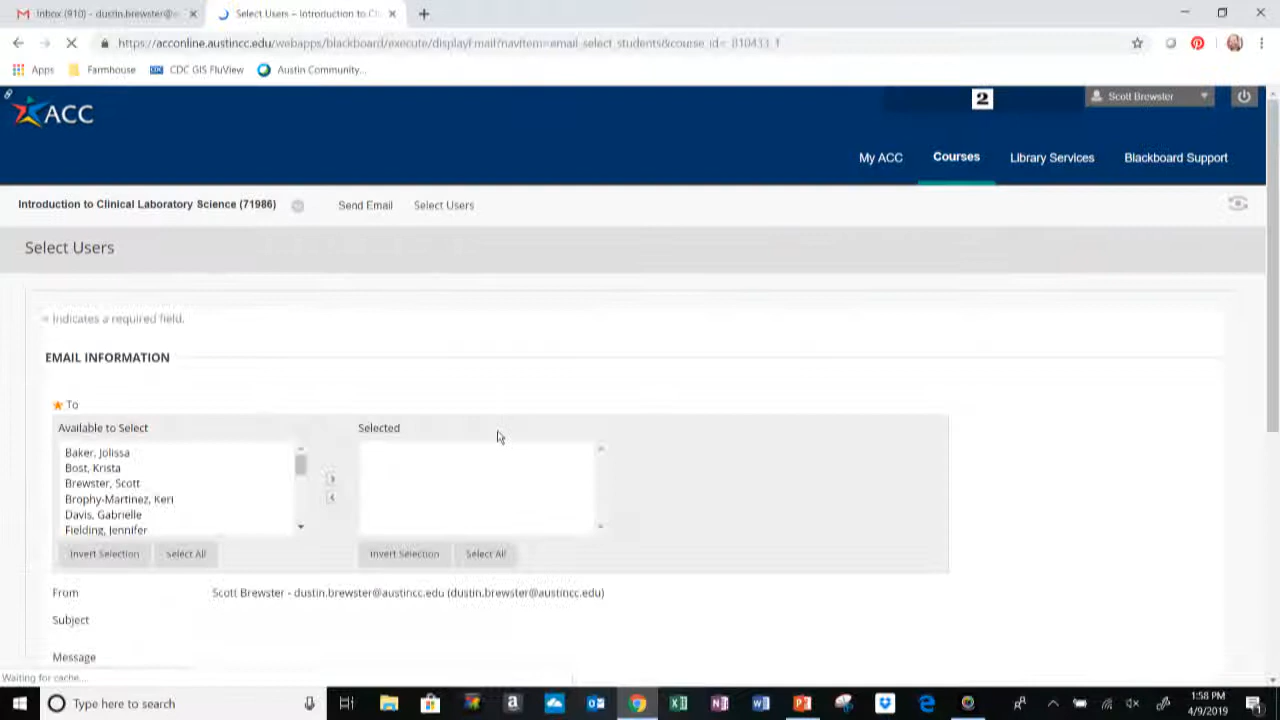 Inbox (910) - dustin.brewster@
Select Users – Introduction to Cl
https://acconline.austincc.edu/webapps/blackboard/execute/displayEmail?navItem=email_select_students&course_id=_810433_1
Apps
Farmhouse
CDC GIS FluView
Austin Community...
ACC
2
Scott Brewster
My ACC
Courses
Library Services
Blackboard Support
Introduction to Clinical Laboratory Science (71986)
Send Email
Select Users
Select Users
Indicates a required field.
EMAIL INFORMATION
To
Available to Select
Selected
Baker, Jolissa
Bost, Krista
Brewster, Scott
Brophy-Martinez, Keri
Davis, Gabrielle
Fielding, Jennifer
Invert Selection
Select All
Invert Selection
Select All
From
Scott Brewster - dustin.brewster@austincc.edu (dustin.brewster@austincc.edu)
Subject
Message
Waiting for cache...
Type here to search
1:58 PM
4/9/2019